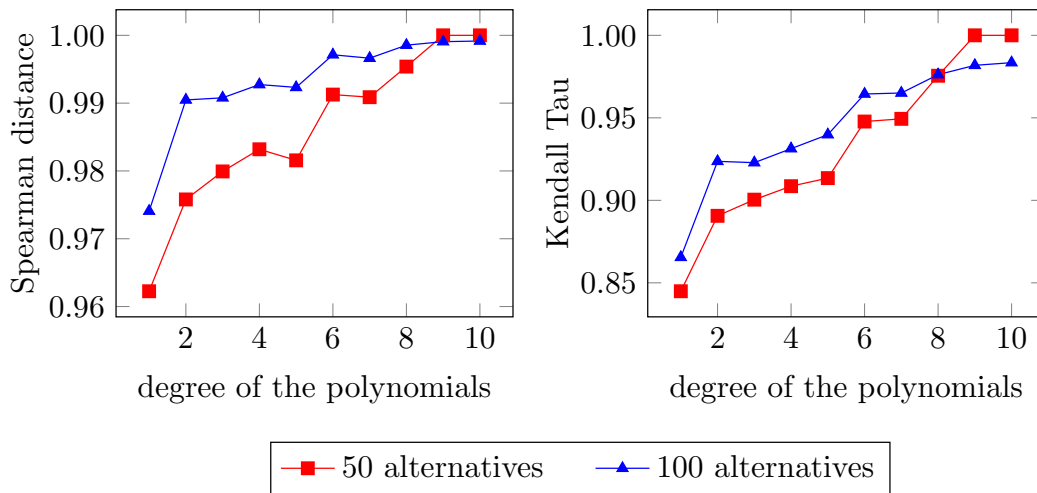 Spearman distance
1.00
0.99
0.98
0.97
0.96
2 4 6 8 10
degree of the polynomials
Kendall Tau
1.00
0.95
0.90
0.85
2 4 6 8 10
degree of the polynomials
50 alternatives 100 alternatives